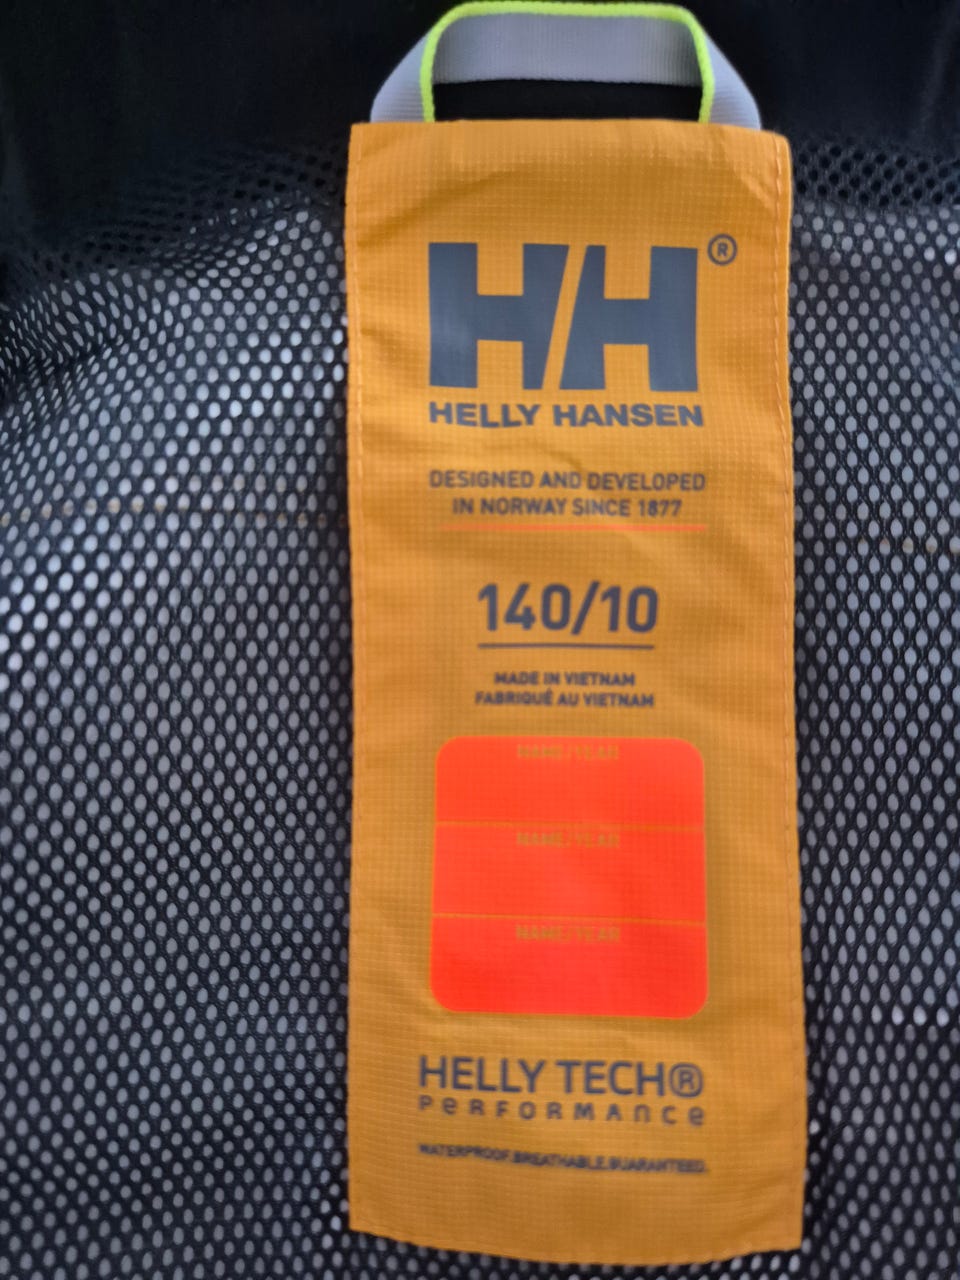 HH®
HELLY HANSEN
DESIGNED AND DEVELOPED
IN NORWAY SINCE 1877
140/10
MADE IN VIETNAM
FABRIQUÉ AU VIETNAM
NAME/YEAR
NAME/YEAR
NAME/YEAR
HELLY TECH®
PERFORMANCE
WATERPROOF.BREATHABLE.GUARANTEED.